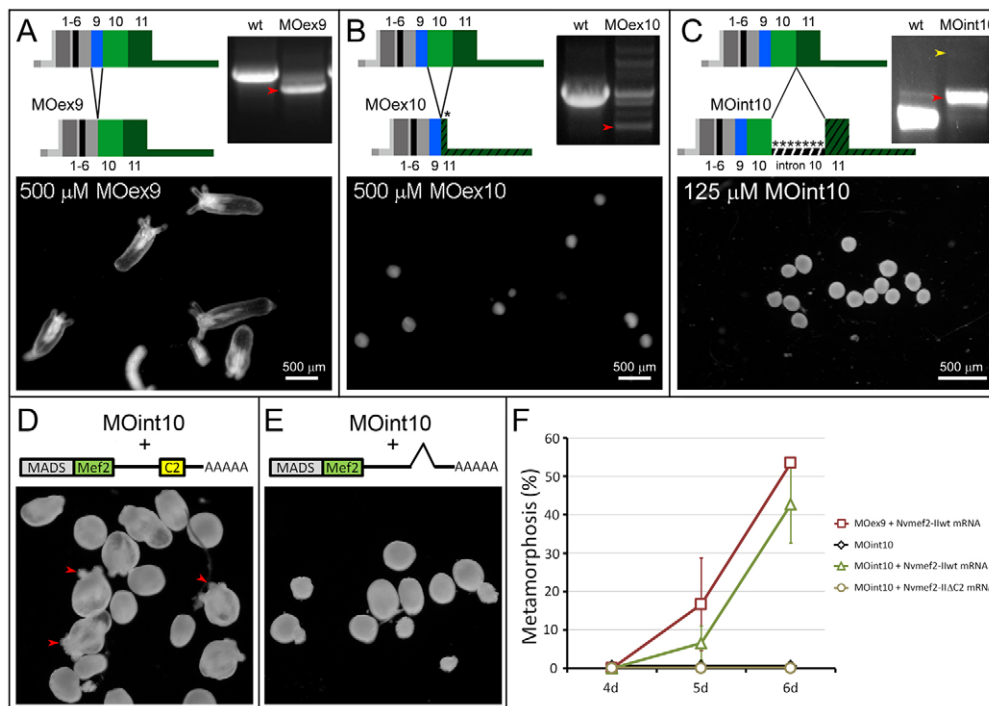 A
1-6 9 10 11
wt MOex9
MOex9
1-6 10 11
500 μM MOex9
500 μm
B
1-6 9 10 11
wt MOex10
MOex10
*
1-6 9 11
500 μM MOex10
500 μm
C
1-6 9 10 11
wt MOint10
MOint10
*******
1-6 9 10 intron 10 11
125 μM MOint10
500 μm
D
MOint10
+
MADS Mef2 C2 AAAAA
E
MOint10
+
MADS Mef2 AAAAA
F
Metamorphosis (%)
60
50
40
30
20
10
0
4d 5d 6d
MOex9 + Nvmef2-IIwt mRNA
MOint10
MOint10 + Nvmef2-IIwt mRNA
MOint10 + Nvmef2-IIΔC2 mRNA